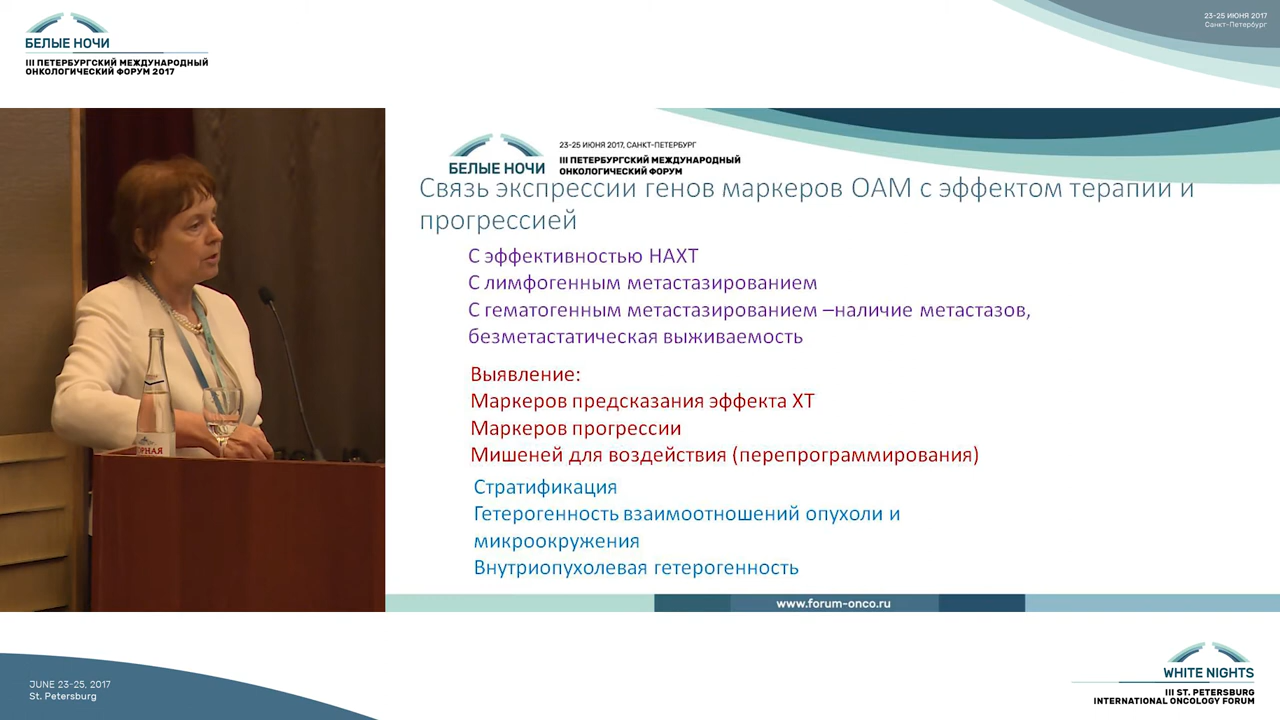 БЕЛЫЕ НОЧИ
III ПЕТЕРБУРГСКИЙ МЕЖДУНАРОДНЫЙ
ОНКОЛОГИЧЕСКИЙ ФОРУМ 2017
23-25 ИЮНЯ 2017
Санкт-Петербург
БЕЛЫЕ НОЧИ
23-25 ИЮНЯ 2017, САНКТ-ПЕТЕРБУРГ
III ПЕТЕРБУРГСКИЙ МЕЖДУНАРОДНЫЙ
ОНКОЛОГИЧЕСКИЙ ФОРУМ
Связь экспрессии генов маркеров ОАМ с эффектом терапии и
прогрессией
С эффективностью НАХТ
С лимфогенным метастазированием
С гематогенным метастазированием –наличие метастазов,
безметастатическая выживаемость
Выявление:
Маркеров предсказания эффекта ХТ
Маркеров прогрессии
Мишеней для воздействия (перепрограммирования)
Стратификация
Гетерогенность взаимоотношений опухоли и
микроокружения
Внутриопухолевая гетерогенность
www.forum-onco.ru
JUNE 23-25, 2017
St. Petersburg
WHITE NIGHTS
III ST. PETERSBURG
INTERNATIONAL ONCOLOGY FORUM